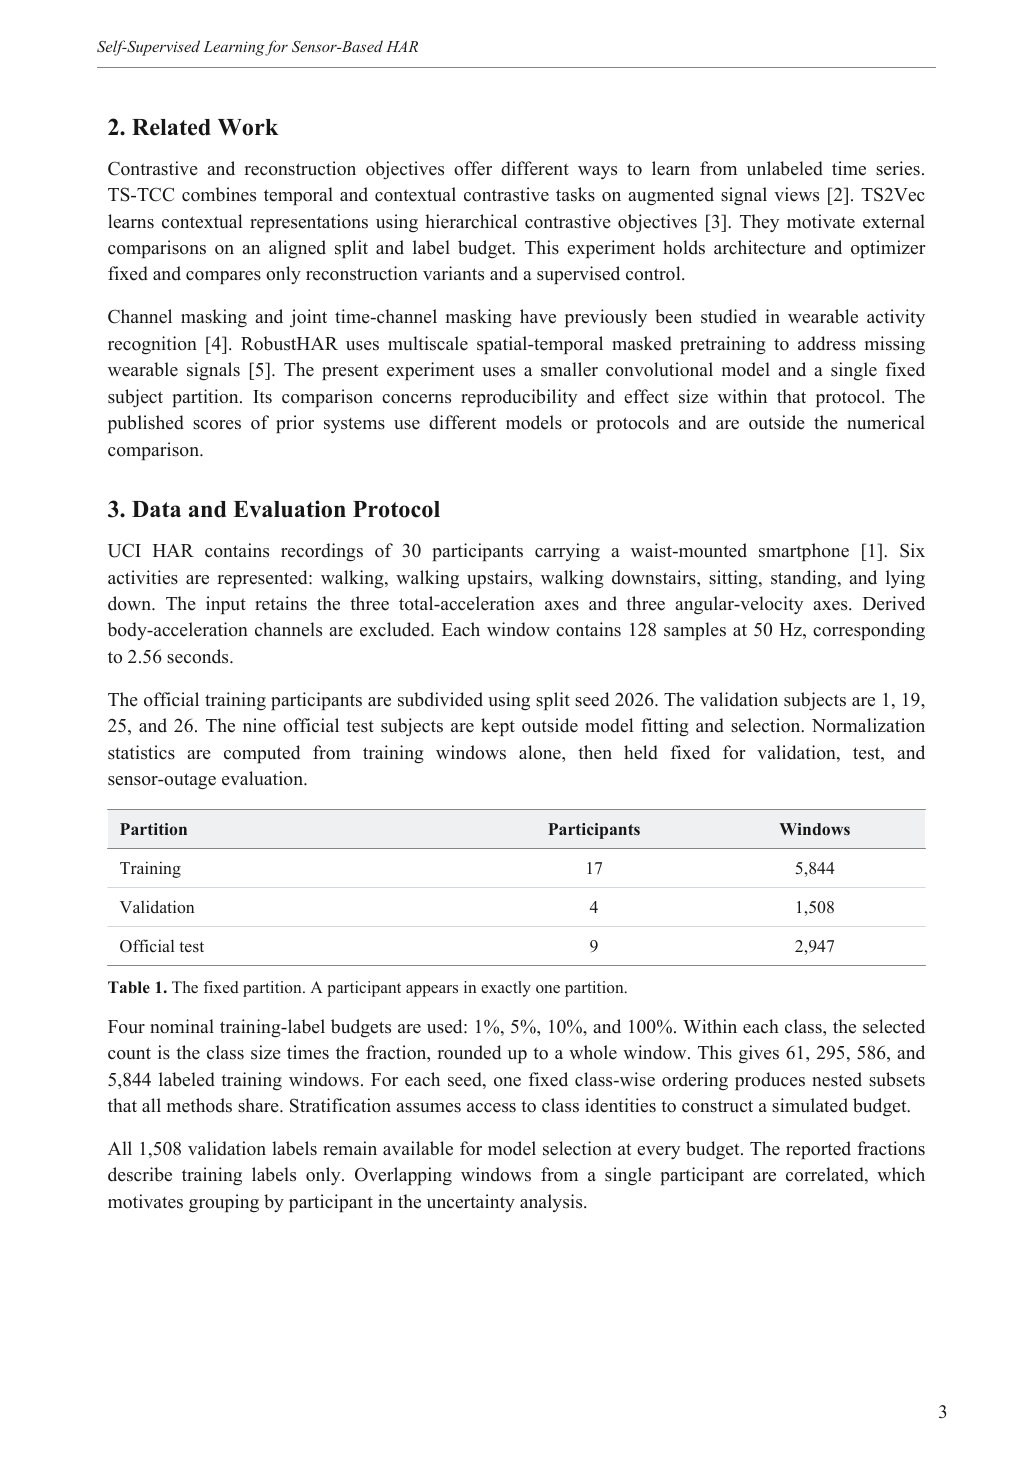 Self-Supervised Learning for Sensor-Based HAR
2. Related Work
Contrastive and reconstruction objectives offer different ways to learn from unlabeled time series.
TS-TCC combines temporal and contextual contrastive tasks on augmented signal views [2]. TS2Vec
learns contextual representations using hierarchical contrastive objectives [3]. They motivate external
comparisons on an aligned split and label budget. This experiment holds architecture and optimizer
fixed and compares only reconstruction variants and a supervised control.
Channel masking and joint time-channel masking have previously been studied in wearable activity
recognition [4]. RobustHAR uses multiscale spatial-temporal masked pretraining to address missing
wearable signals [5]. The present experiment uses a smaller convolutional model and a single fixed
subject partition. Its comparison concerns reproducibility and effect size within that protocol. The
published scores of prior systems use different models or protocols and are outside the numerical
comparison.
3. Data and Evaluation Protocol
UCI HAR contains recordings of 30 participants carrying a waist-mounted smartphone [1]. Six
activities are represented: walking, walking upstairs, walking downstairs, sitting, standing, and lying
down. The input retains the three total-acceleration axes and three angular-velocity axes. Derived
body-acceleration channels are excluded. Each window contains 128 samples at 50 Hz, corresponding
to 2.56 seconds.
The official training participants are subdivided using split seed 2026. The validation subjects are 1, 19,
25, and 26. The nine official test subjects are kept outside model fitting and selection. Normalization
statistics are computed from training windows alone, then held fixed for validation, test, and
sensor-outage evaluation.
Partition Participants Windows
Training 17 5,844
Validation 4 1,508
Official test 9 2,947
Table 1. The fixed partition. A participant appears in exactly one partition.
Four nominal training-label budgets are used: 1%, 5%, 10%, and 100%. Within each class, the selected
count is the class size times the fraction, rounded up to a whole window. This gives 61, 295, 586, and
5,844 labeled training windows. For each seed, one fixed class-wise ordering produces nested subsets
that all methods share. Stratification assumes access to class identities to construct a simulated budget.
All 1,508 validation labels remain available for model selection at every budget. The reported fractions
describe training labels only. Overlapping windows from a single participant are correlated, which
motivates grouping by participant in the uncertainty analysis.
3